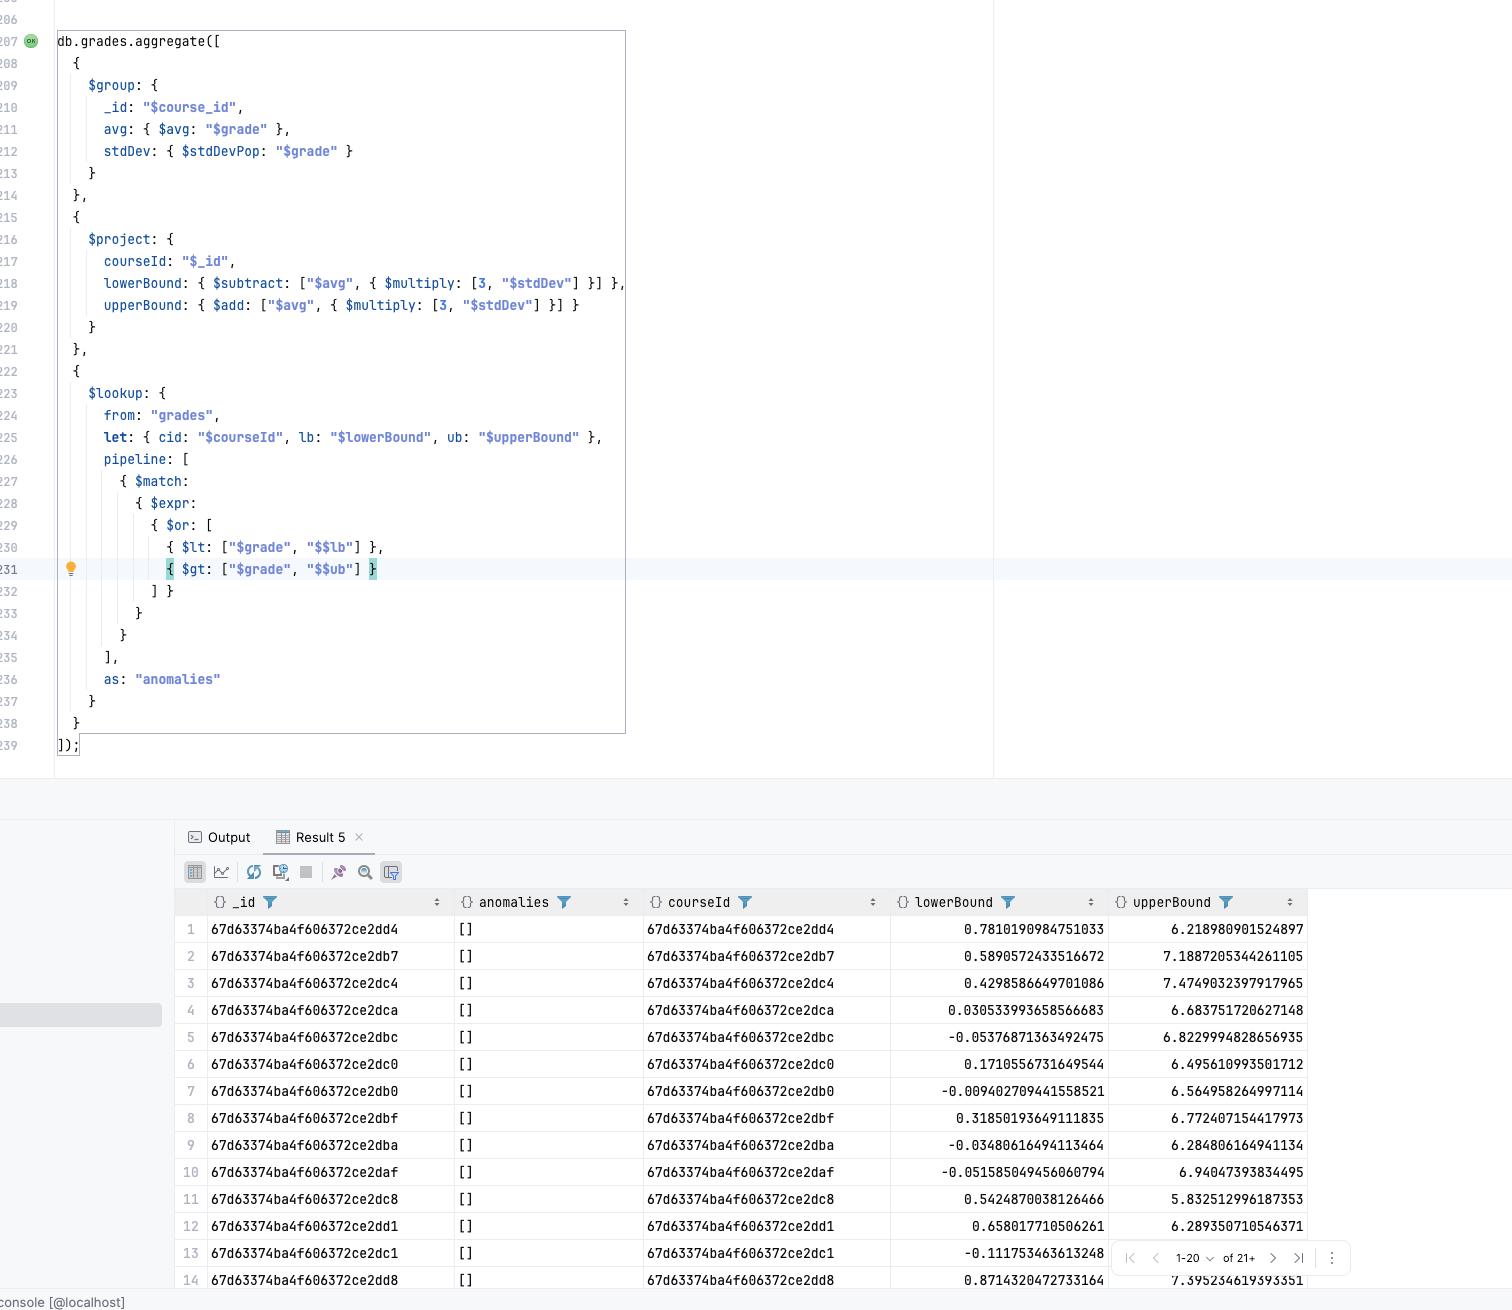 206
207 db.grades.aggregate([
208 {
209 $group: {
210 _id: "$course_id",
211 avg: { $avg: "$grade" },
212 stdDev: { $stdDevPop: "$grade" }
213 }
214 },
215 {
216 $project: {
217 courseId: "$_id",
218 lowerBound: { $subtract: ["$avg", { $multiply: [3, "$stdDev"] }] },
219 upperBound: { $add: ["$avg", { $multiply: [3, "$stdDev"] }] }
220 }
221 },
222 {
223 $lookup: {
224 from: "grades",
225 let: { cid: "$courseId", lb: "$lowerBound", ub: "$upperBound" },
226 pipeline: [
227 { $match:
228 { $expr:
229 { $or: [
230 { $lt: ["$grade", "$$lb"] },
231 { $gt: ["$grade", "$$ub"] }
232 ] }
233 }
234 }
235 ],
236 as: "anomalies"
237 }
238 }
239 ]);
Output Result 5
{} _id {} anomalies {} courseId {} lowerBound {} upperBound
1 67d63374ba4f606372ce2dd4 [] 67d63374ba4f606372ce2dd4 0.7810190984751033 6.218980901524897
2 67d63374ba4f606372ce2db7 [] 67d63374ba4f606372ce2db7 0.5890572433516672 7.1887205344261105
3 67d63374ba4f606372ce2dc4 [] 67d63374ba4f606372ce2dc4 0.4298586649701086 7.4749032397917965
4 67d63374ba4f606372ce2dca [] 67d63374ba4f606372ce2dca 0.030533993658566683 6.683751720627148
5 67d63374ba4f606372ce2dbc [] 67d63374ba4f606372ce2dbc -0.05376871363492475 6.8229994828656935
6 67d63374ba4f606372ce2dc0 [] 67d63374ba4f606372ce2dc0 0.1710556731649544 6.495610993501712
7 67d63374ba4f606372ce2db0 [] 67d63374ba4f606372ce2db0 -0.009402709441558521 6.564958264997114
8 67d63374ba4f606372ce2dbf [] 67d63374ba4f606372ce2dbf 0.31850193649111835 6.772407154417973
9 67d63374ba4f606372ce2dba [] 67d63374ba4f606372ce2dba -0.03480616494113464 6.284806164941134
10 67d63374ba4f606372ce2daf [] 67d63374ba4f606372ce2daf -0.051585049456060794 6.94047393834495
11 67d63374ba4f606372ce2dc8 [] 67d63374ba4f606372ce2dc8 0.5424870038126466 5.832512996187353
12 67d63374ba4f606372ce2dd1 [] 67d63374ba4f606372ce2dd1 0.658017710506261 6.289350710546371
13 67d63374ba4f606372ce2dc1 [] 67d63374ba4f606372ce2dc1 -0.111753463613248
1-20 of 21+
14 67d63374ba4f606372ce2dd8 [] 67d63374ba4f606372ce2dd8 0.8714320472733164 7.395234619393351
console [@localhost]